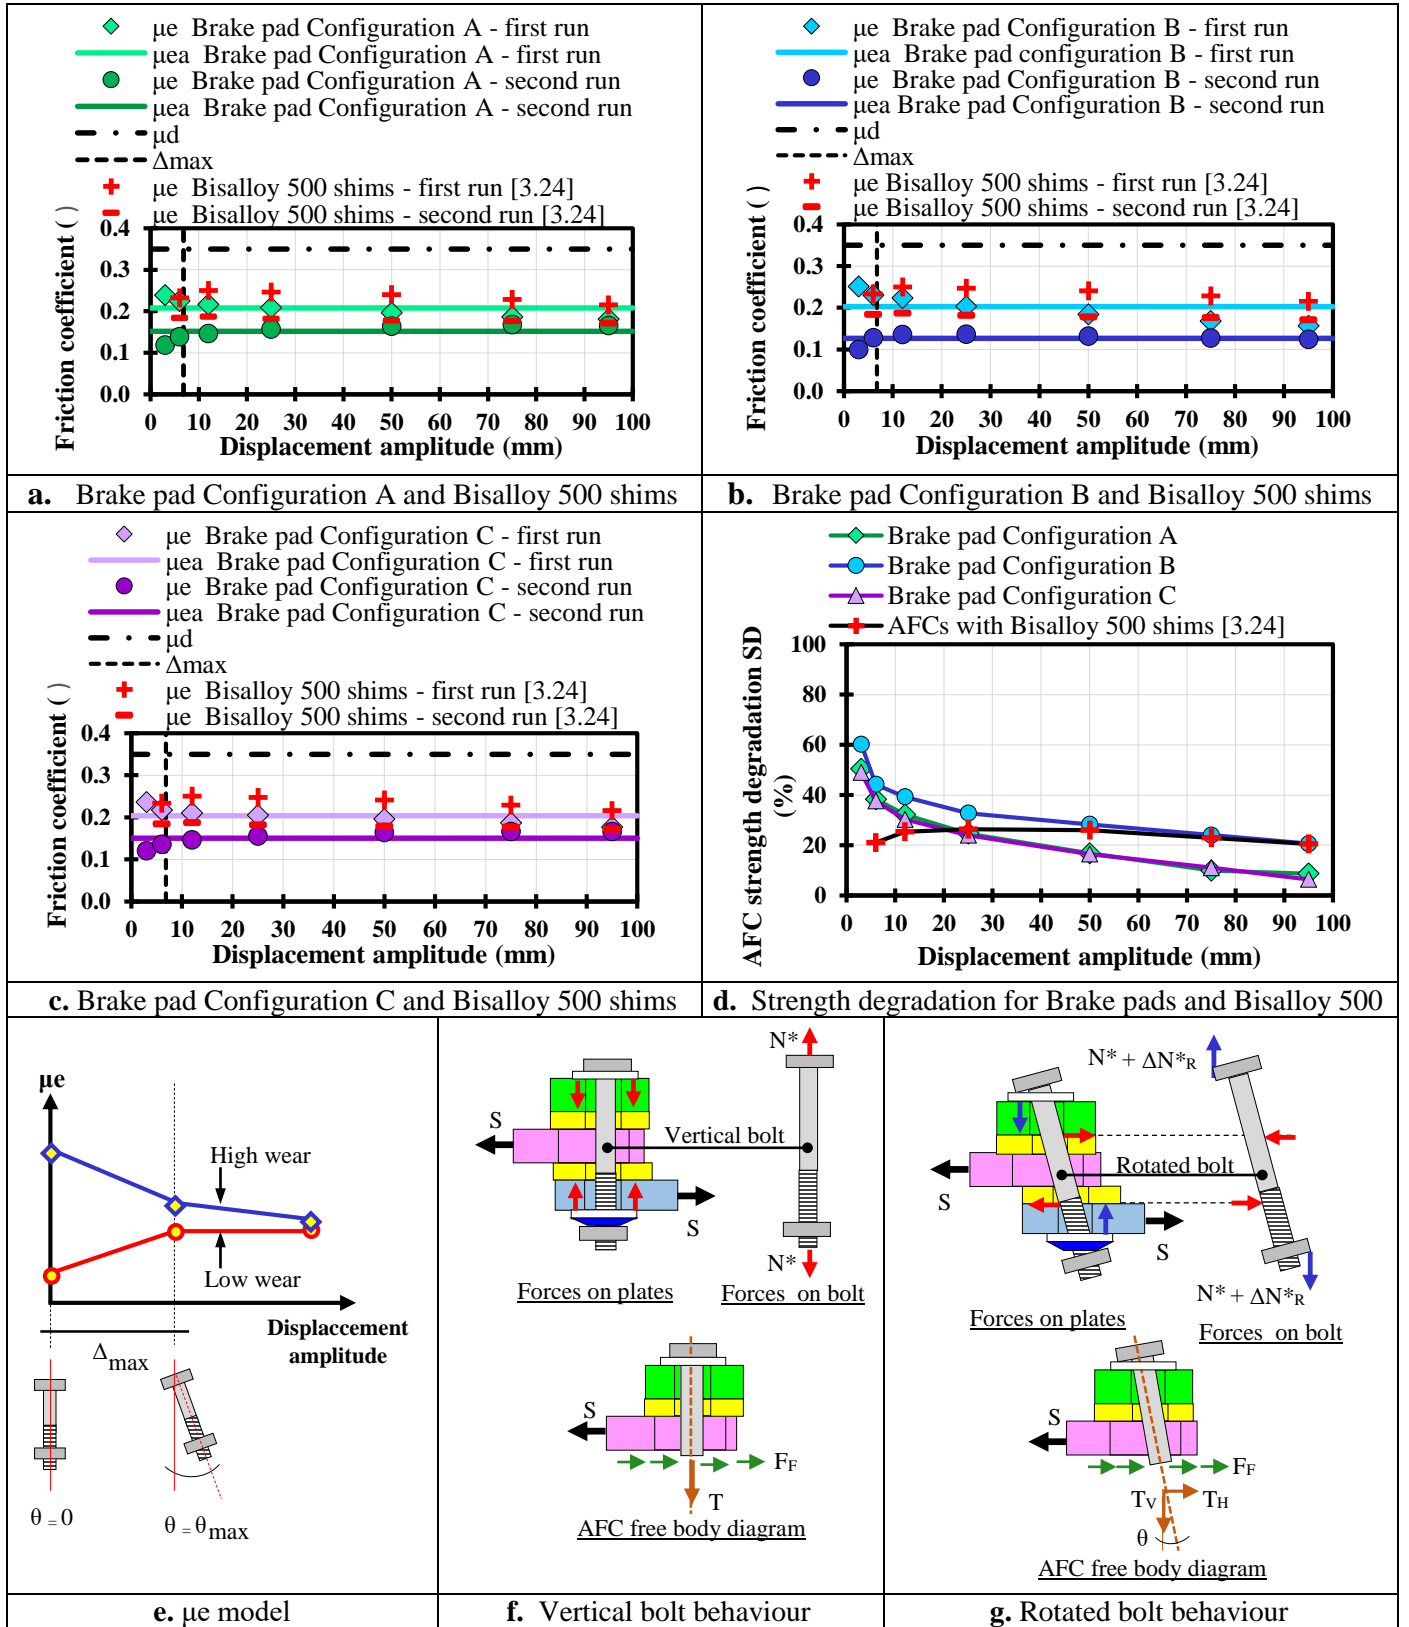 μe Brake pad Configuration A - first run
μea Brake pad Configuration A - first run
μe Brake pad Configuration A - second run
μea Brake pad Configuration A - second run
μd
Δmax
μe Bisalloy 500 shims - first run [3.24]
μe Bisalloy 500 shims - second run [3.24]
Friction coefficient ( )
0.4
0.3
0.2
0.1
0.0
0 10 20 30 40 50 60 70 80 90 100
Displacement amplitude (mm)
a. Brake pad Configuration A and Bisalloy 500 shims
μe Brake pad Configuration B - first run
μea Brake pad configuration B - first run
μe Brake pad Configuration B - second run
μea Brake pad Configuration B - second run
μd
Δmax
μe Bisalloy 500 shims - first run [3.24]
μe Bisalloy 500 shims - second run [3.24]
Friction coefficient ( )
0.4
0.3
0.2
0.1
0.0
0 10 20 30 40 50 60 70 80 90 100
Displacement amplitude (mm)
b. Brake pad Configuration B and Bisalloy 500 shims
μe Brake pad Configuration C - first run
μea Brake pad Configuration C - first run
μe Brake pad Configuration C - second run
μea Brake pad Configuration C - second run
μd
Δmax
μe Bisalloy 500 shims - first run [3.24]
μe Bisalloy 500 shims - second run [3.24]
Friction coefficient ( )
0.4
0.3
0.2
0.1
0.0
0 10 20 30 40 50 60 70 80 90 100
Displacement amplitude (mm)
c. Brake pad Configuration C and Bisalloy 500 shims
Brake pad Configuration A
Brake pad Configuration B
Brake pad Configuration C
AFCs with Bisalloy 500 shims [3.24]
AFC strength degradation SD
(%)
100
80
60
40
20
0
0 10 20 30 40 50 60 70 80 90 100
Displacement amplitude (mm)
d. Strength degradation for Brake pads and Bisalloy 500
μe
High wear
Low wear
Displaccement
amplitude
Δmax
θ = 0
θ = θmax
e. μe model
N*
S
Vertical bolt
S
N*
Forces on plates
Forces on bolt
S
FF
T
AFC free body diagram
f. Vertical bolt behaviour
N* + ΔN*R
S
Rotated bolt
S
N* + ΔN*R
Forces on plates
Forces on bolt
S
FF
TV
TH
θ
AFC free body diagram
g. Rotated bolt behaviour